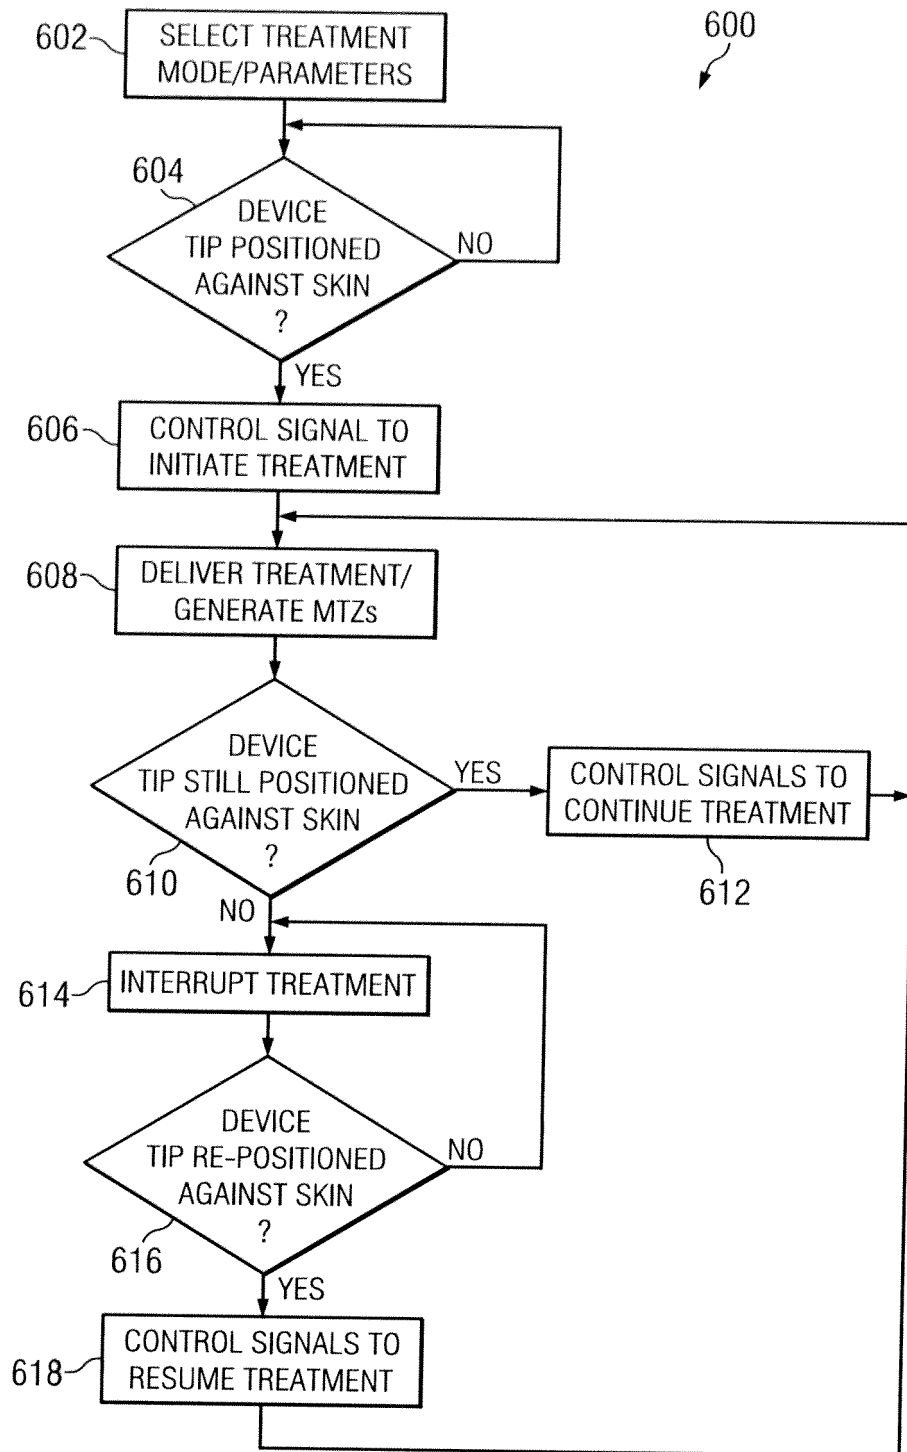 600
602
SELECT TREATMENT
MODE/PARAMETERS
604
DEVICE
TIP POSITIONED
AGAINST SKIN
?
NO
YES
606
CONTROL SIGNAL TO
INITIATE TREATMENT
608
DELIVER TREATMENT/
GENERATE MTZs
DEVICE
TIP STILL POSITIONED
AGAINST SKIN
?
610
YES
CONTROL SIGNALS TO
CONTINUE TREATMENT
612
NO
614
INTERRUPT TREATMENT
DEVICE
TIP RE-POSITIONED
AGAINST SKIN
?
616
NO
YES
618
CONTROL SIGNALS TO
RESUME TREATMENT